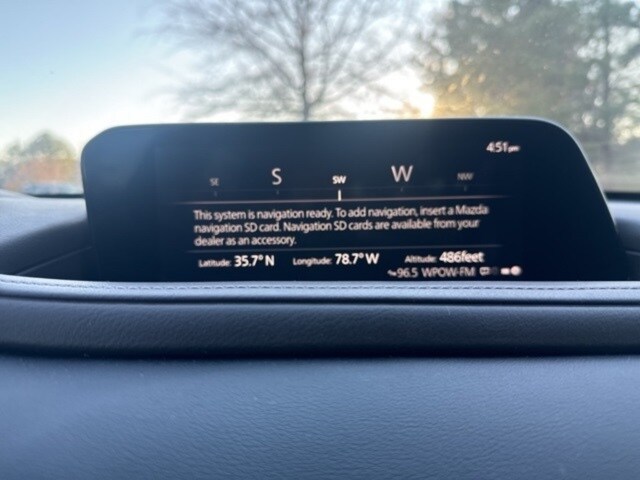 4:51pm
SE S SW W NW
This system is navigation ready. To add navigation, insert a Mazda
navigation SD card. Navigation SD cards are available from your
dealer as an accessory.
Latitude: 35.7° N Longitude: 78.7° W Altitude: 486feet
96.5 WPOW-FM